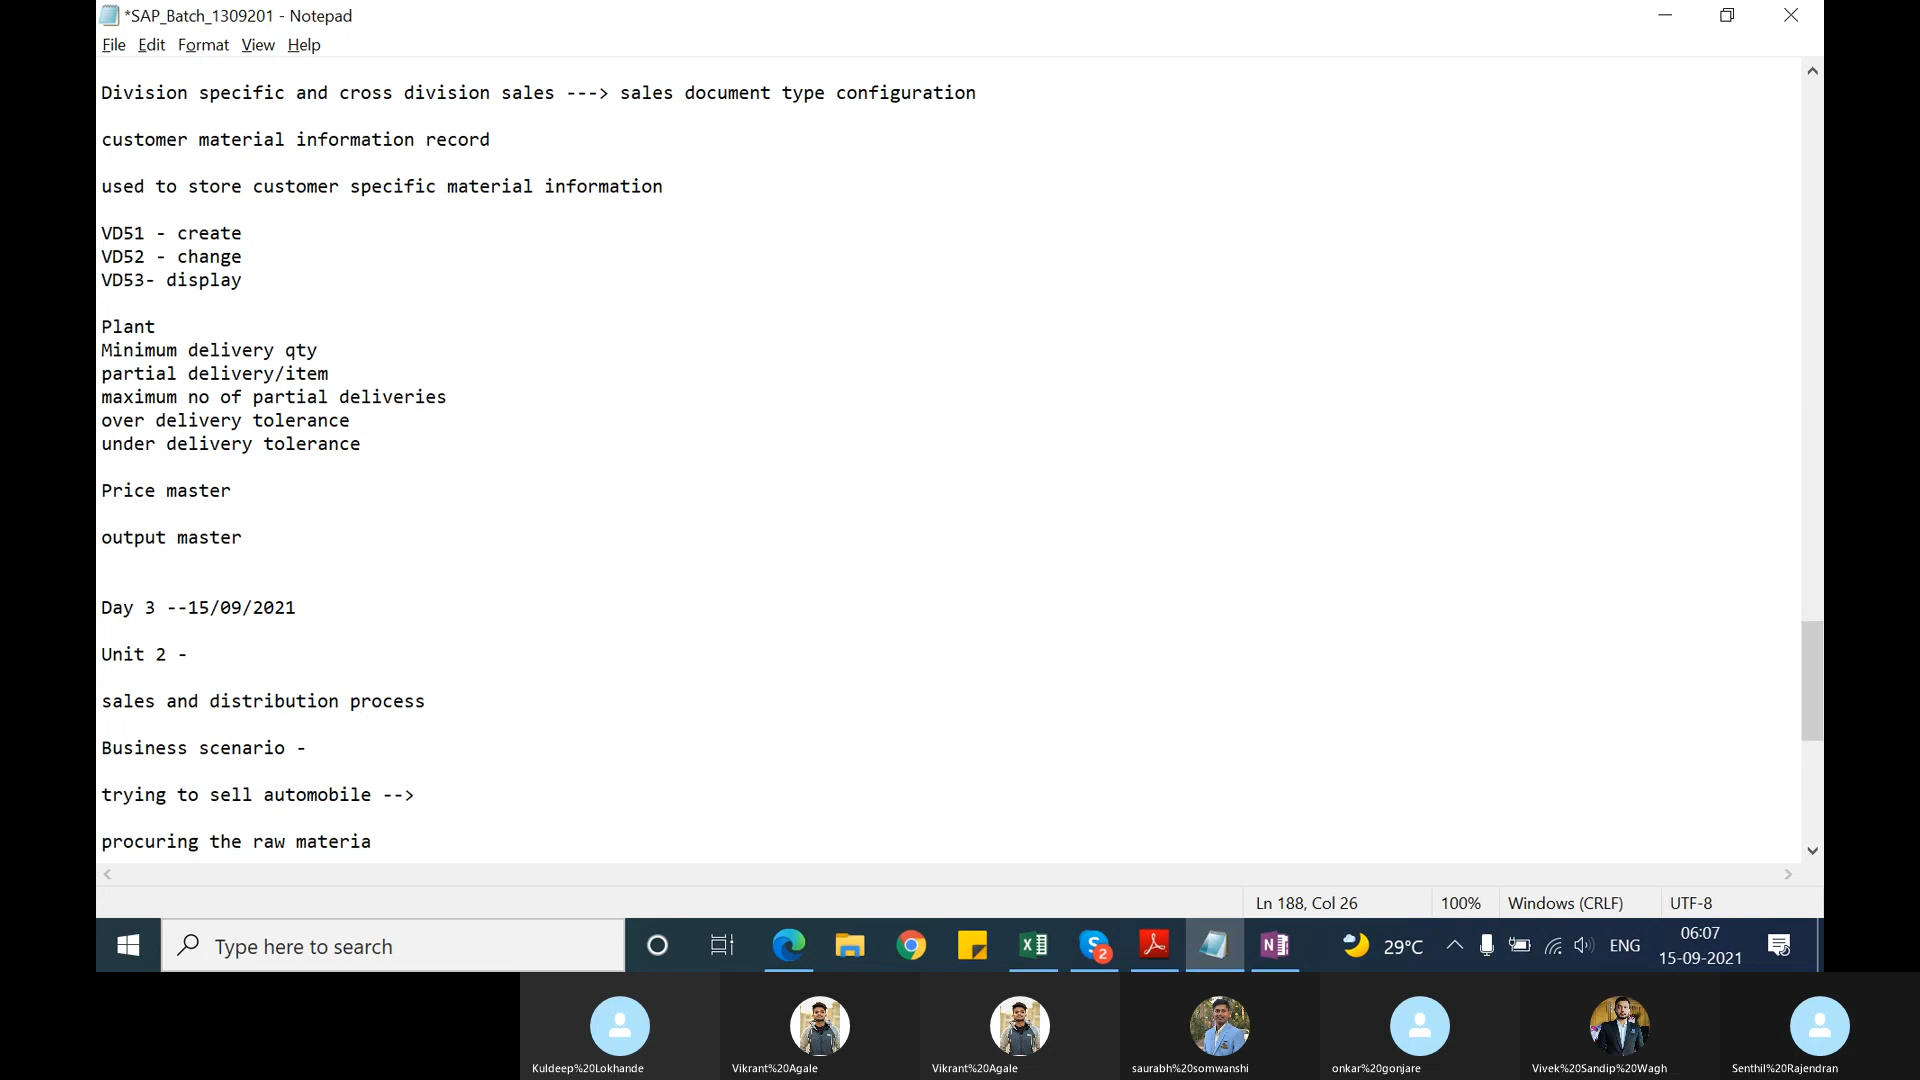 *SAP_Batch_1309201 - Notepad
File Edit Format View Help
Division specific and cross division sales ---> sales document type configuration
customer material information record
used to store customer specific material information
VD51 - create
VD52 - change
VD53- display
Plant
Minimum delivery qty
partial delivery/item
maximum no of partial deliveries
over delivery tolerance
under delivery tolerance
Price master
output master
Day 3 --15/09/2021
Unit 2 -
sales and distribution process
Business scenario -
trying to sell automobile -->
procuring the raw materia
Ln 188, Col 26 100% Windows (CRLF) UTF-8
Type here to search 2 29°C ENG 06:07
15-09-2021
Kuldeep%20Lokhande Vikrant%20Agale Vikrant%20Agale saurabh%20somwanshi onkar%20gonjare Vivek%20Sandip%20Wagh Senthil%20Rajendran